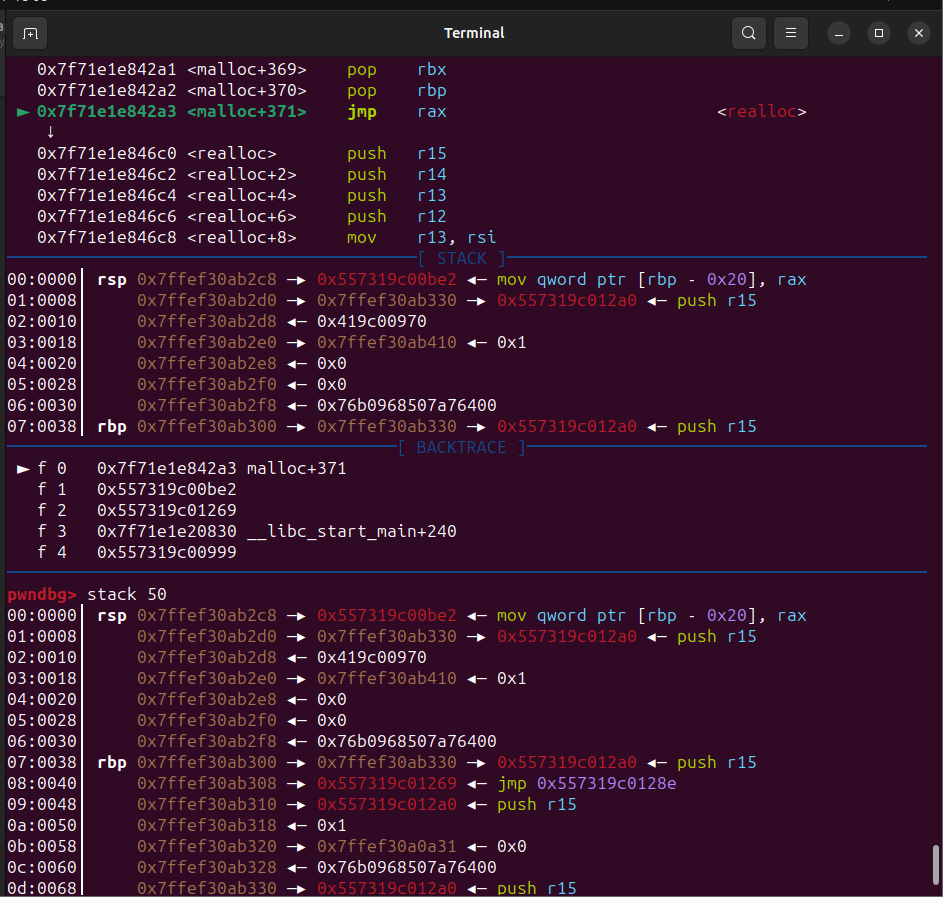 Terminal
0x7f71e1e842a1 <malloc+369> pop rbx
0x7f71e1e842a2 <malloc+370> pop rbp
► 0x7f71e1e842a3 <malloc+371> jmp rax <realloc>
↓
0x7f71e1e846c0 <realloc> push r15
0x7f71e1e846c2 <realloc+2> push r14
0x7f71e1e846c4 <realloc+4> push r13
0x7f71e1e846c6 <realloc+6> push r12
0x7f71e1e846c8 <realloc+8> mov r13, rsi
[ STACK ]
00:0000│ rsp 0x7ffef30ab2c8 —► 0x557319c00be2 ◄— mov qword ptr [rbp - 0x20], rax
01:0008│ 0x7ffef30ab2d0 —► 0x7ffef30ab330 —► 0x557319c012a0 ◄— push r15
02:0010│ 0x7ffef30ab2d8 ◄— 0x419c00970
03:0018│ 0x7ffef30ab2e0 —► 0x7ffef30ab410 ◄— 0x1
04:0020│ 0x7ffef30ab2e8 ◄— 0x0
05:0028│ 0x7ffef30ab2f0 ◄— 0x0
06:0030│ 0x7ffef30ab2f8 ◄— 0x76b0968507a76400
07:0038│ rbp 0x7ffef30ab300 —► 0x7ffef30ab330 —► 0x557319c012a0 ◄— push r15
[ BACKTRACE ]
► f 0 0x7f71e1e842a3 malloc+371
f 1 0x557319c00be2
f 2 0x557319c01269
f 3 0x7f71e1e20830 __libc_start_main+240
f 4 0x557319c00999
pwndbg> stack 50
00:0000│ rsp 0x7ffef30ab2c8 —► 0x557319c00be2 ◄— mov qword ptr [rbp - 0x20], rax
01:0008│ 0x7ffef30ab2d0 —► 0x7ffef30ab330 —► 0x557319c012a0 ◄— push r15
02:0010│ 0x7ffef30ab2d8 ◄— 0x419c00970
03:0018│ 0x7ffef30ab2e0 —► 0x7ffef30ab410 ◄— 0x1
04:0020│ 0x7ffef30ab2e8 ◄— 0x0
05:0028│ 0x7ffef30ab2f0 ◄— 0x0
06:0030│ 0x7ffef30ab2f8 ◄— 0x76b0968507a76400
07:0038│ rbp 0x7ffef30ab300 —► 0x7ffef30ab330 —► 0x557319c012a0 ◄— push r15
08:0040│ 0x7ffef30ab308 —► 0x557319c01269 ◄— jmp 0x557319c0128e
09:0048│ 0x7ffef30ab310 —► 0x557319c012a0 ◄— push r15
0a:0050│ 0x7ffef30ab318 ◄— 0x1
0b:0058│ 0x7ffef30ab320 —► 0x7ffef30a0a31 ◄— 0x0
0c:0060│ 0x7ffef30ab328 ◄— 0x76b0968507a76400
0d:0068│ 0x7ffef30ab330 —► 0x557319c012a0 ◄— push r15